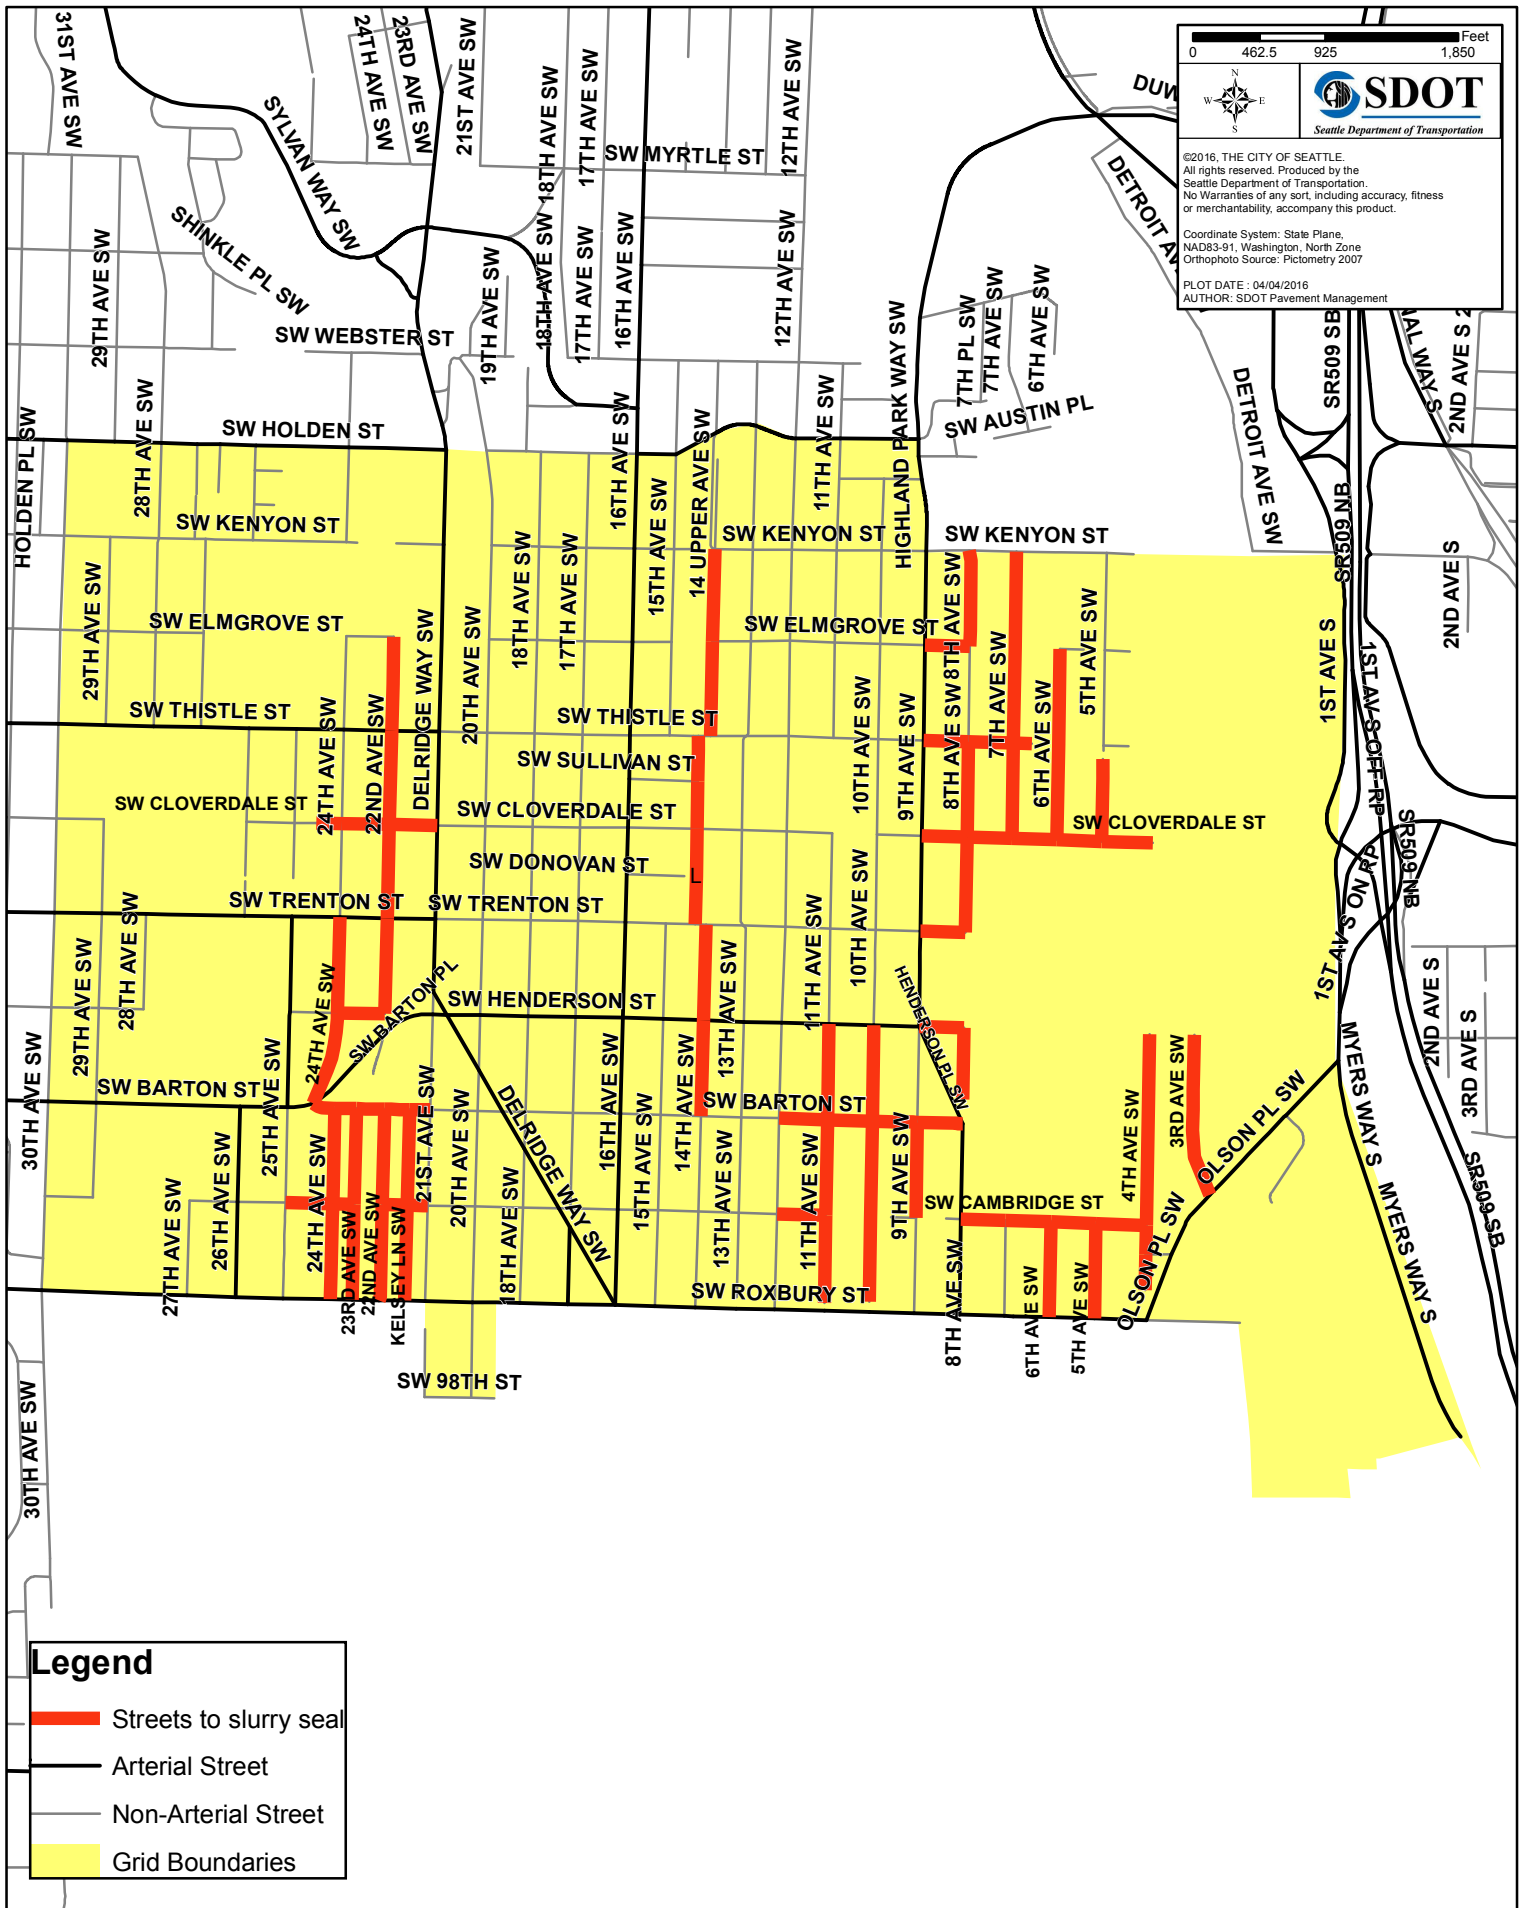 31ST AVE SW
24TH AVE SW
23RD AVE SW
21ST AVE SW
18TH AVE SW
17TH AVE SW
12TH AVE SW
SW MYRTLE ST
SYLVAN WAY SW
SHINKLE PL SW
29TH AVE SW
19TH AVE SW
18TH AVE SW
17TH AVE SW
16TH AVE SW
12TH AVE SW
SW WEBSTER ST
HIGHLAND PARK WAY SW
7TH PL SW
7TH AVE SW
6TH AVE SW
SW AUSTIN PL
DUW
DETROIT AV
DETROIT AVE SW
SR509 SB
NAL WAY S
2ND AVE S 2
Feet
0 462.5 925 1,850
N
W E
S
SDOT
Seattle Department of Transportation
©2016, THE CITY OF SEATTLE.
All rights reserved. Produced by the
Seattle Department of Transportation.
No Warranties of any sort, including accuracy, fitness
or merchantability, accompany this product.
Coordinate System: State Plane,
NAD83-91, Washington, North Zone
Orthophoto Source: Pictometry 2007
PLOT DATE : 04/04/2016
AUTHOR: SDOT Pavement Management
HOLDEN PL SW
28TH AVE SW
SW HOLDEN ST
16TH AVE SW
15TH AVE SW
14 UPPER AVE SW
11TH AVE SW
SW KENYON ST
SW KENYON ST
SW KENYON ST
SR509 NB
2ND AVE S
29TH AVE SW
SW ELMGROVE ST
18TH AVE SW
17TH AVE SW
SW ELMGROVE ST
8TH AVE SW
7TH AVE SW
5TH AVE SW
1ST AVE S
1ST AV S OFF RP
SW THISTLE ST
24TH AVE SW
22ND AVE SW
DELRIDGE WAY SW
20TH AVE SW
SW THISTLE ST
SW SULLIVAN ST
10TH AVE SW
9TH AVE SW
8TH AVE SW
6TH AVE SW
SW CLOVERDALE ST
SW CLOVERDALE ST
SW CLOVERDALE ST
SW DONOVAN ST
L
SW TRENTON ST
SW TRENTON ST
SR509 NB
1ST AV S ON RP
28TH AVE SW
29TH AVE SW
30TH AVE SW
24TH AVE SW
SW BARTON PL
SW HENDERSON ST
13TH AVE SW
11TH AVE SW
10TH AVE SW
HENDERSON PL SW
2ND AVE S
3RD AVE S
SW BARTON ST
25TH AVE SW
21ST AVE SW
20TH AVE SW
DELRIDGE WAY SW
16TH AVE SW
15TH AVE SW
14TH AVE SW
SW BARTON ST
4TH AVE SW
3RD AVE SW
OLSON PL SW
MYERS WAY S
MYERS WAY S
SR509 SB
27TH AVE SW
26TH AVE SW
24TH AVE SW
23RD AVE SW
22ND AVE SW
KELSEY LN SW
18TH AVE SW
13TH AVE SW
11TH AVE SW
9TH AVE SW
SW CAMBRIDGE ST
SW ROXBURY ST
8TH AVE SW
6TH AVE SW
5TH AVE SW
OLSON PL SW
SW 98TH ST
30TH AVE SW
Legend
Streets to slurry seal
Arterial Street
Non-Arterial Street
Grid Boundaries